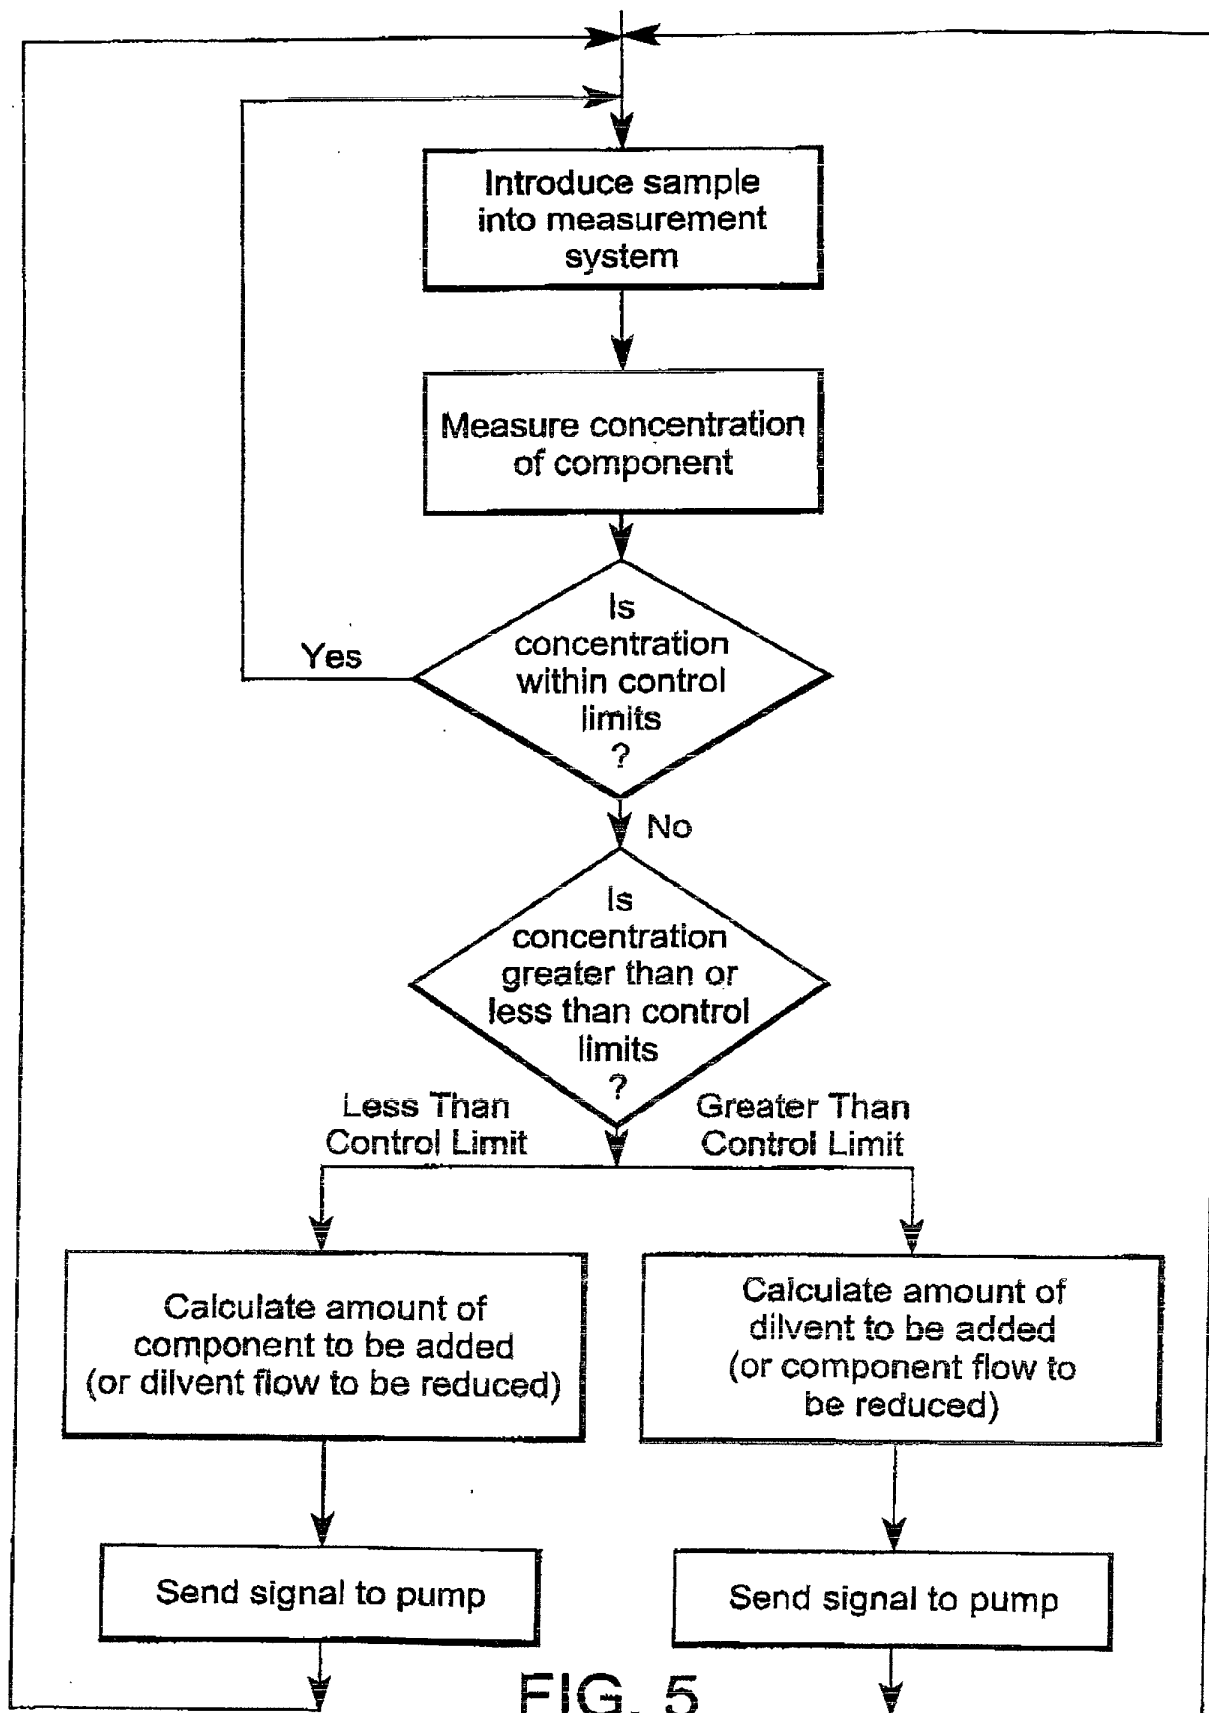 Introduce sample
into measurement
system
Measure concentration
of component
Is
concentration
within control
limits
?
Yes
No
Is
concentration
greater than or
less than control
limits
?
Less Than
Control Limit
Greater Than
Control Limit
Calculate amount of
component to be added
(or dilvent flow to be reduced)
Calculate amount of
dilvent to be added
(or component flow to
be reduced)
Send signal to pump
Send signal to pump
FIG. 5